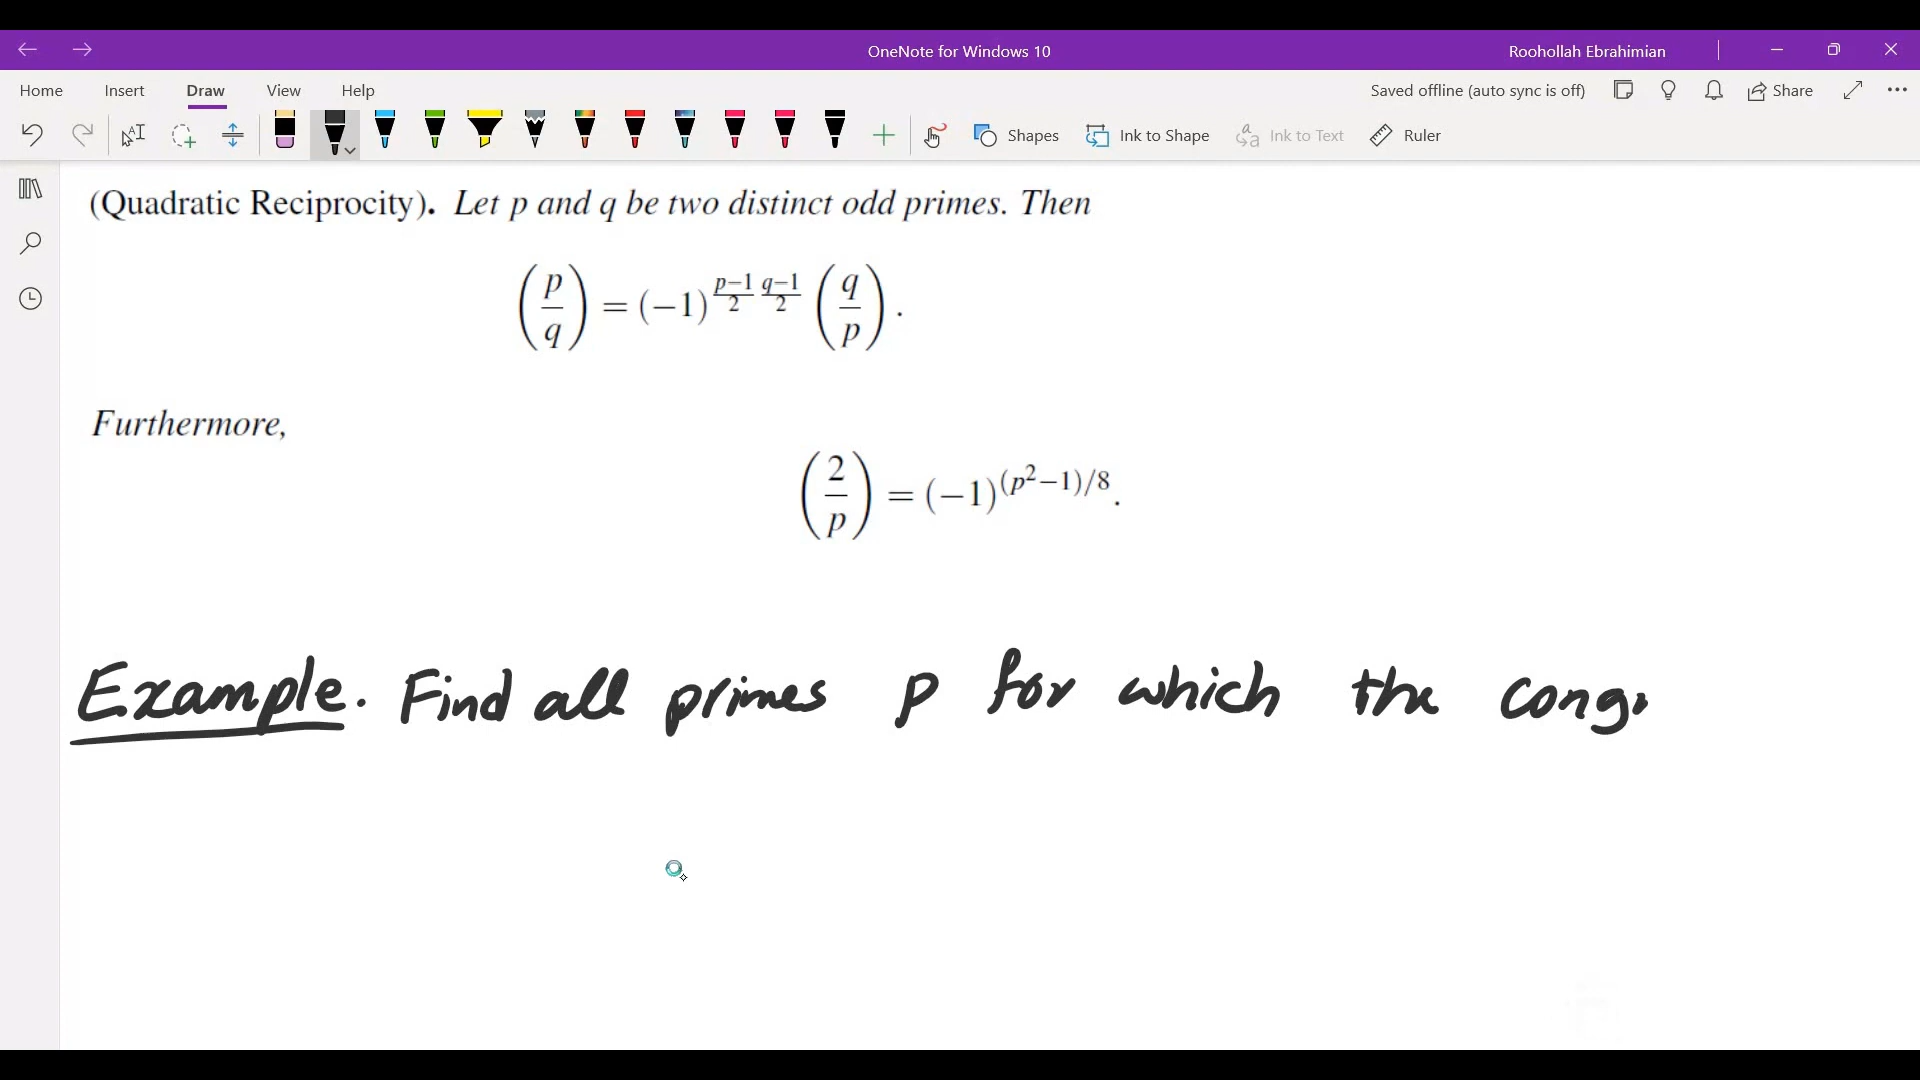 OneNote for Windows 10
Roohollah Ebrahimian
Home Insert Draw View Help
Saved offline (auto sync is off) Share
Shapes Ink to Shape Ink to Text Ruler
(Quadratic Reciprocity). Let p and q be two distinct odd primes. Then
(p/q) = (−1)^{(p−1)/2 (q−1)/2} (q/p).
Furthermore,
(2/p) = (−1)^{(p²−1)/8}.
Example. Find all primes p for which the cong